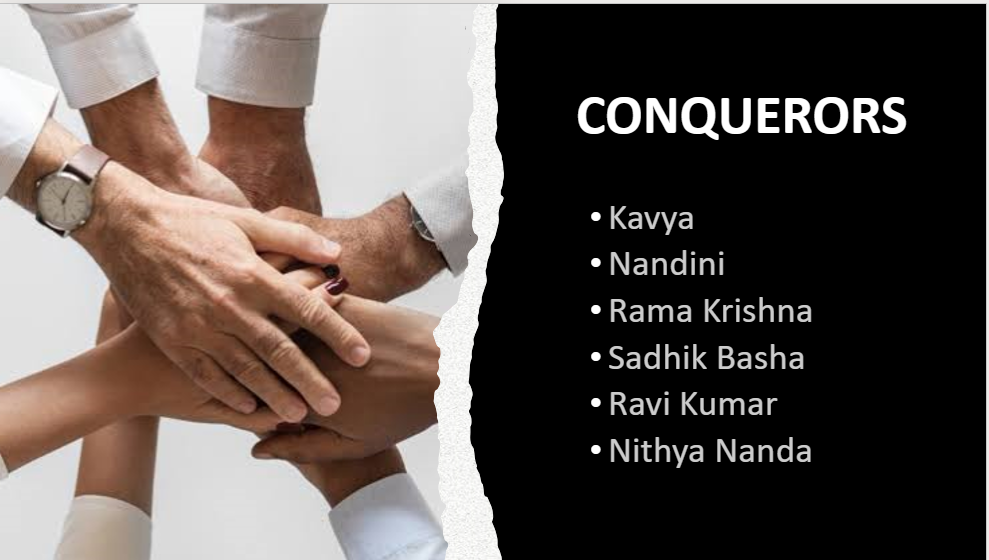 CONQUERORS
• Kavya
• Nandini
• Rama Krishna
• Sadhik Basha
• Ravi Kumar
• Nithya Nanda